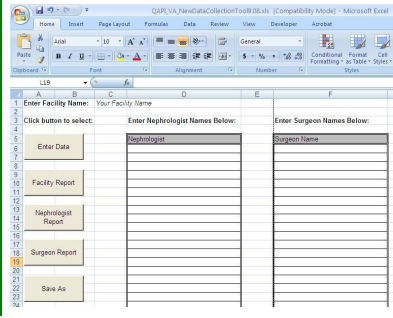 QAPI_VA_NewDataCollectionTool9.08.xls [Compatibility Mode] - Microsoft Excel
Home Insert Page Layout Formulas Data Review View Developer Acrobat
Paste Arial 10 A A General
B I U $ % , Conditional Formatting Format as Table Cell Styles
Clipboard Font Alignment Number Styles
L19 fx
A B C D E F
1 Enter Facility Name: Your Facility Name
2
3 Click button to select: Enter Nephrologist Names Below: Enter Surgeon Names Below:
4
5 Nephrologist Surgeon Name
6 Enter Data
7
8
9
10 Facility Report
11
12
13 Nephrologist
14 Report
15
16
17
18 Surgeon Report
19
20
21
22 Save As
23
24